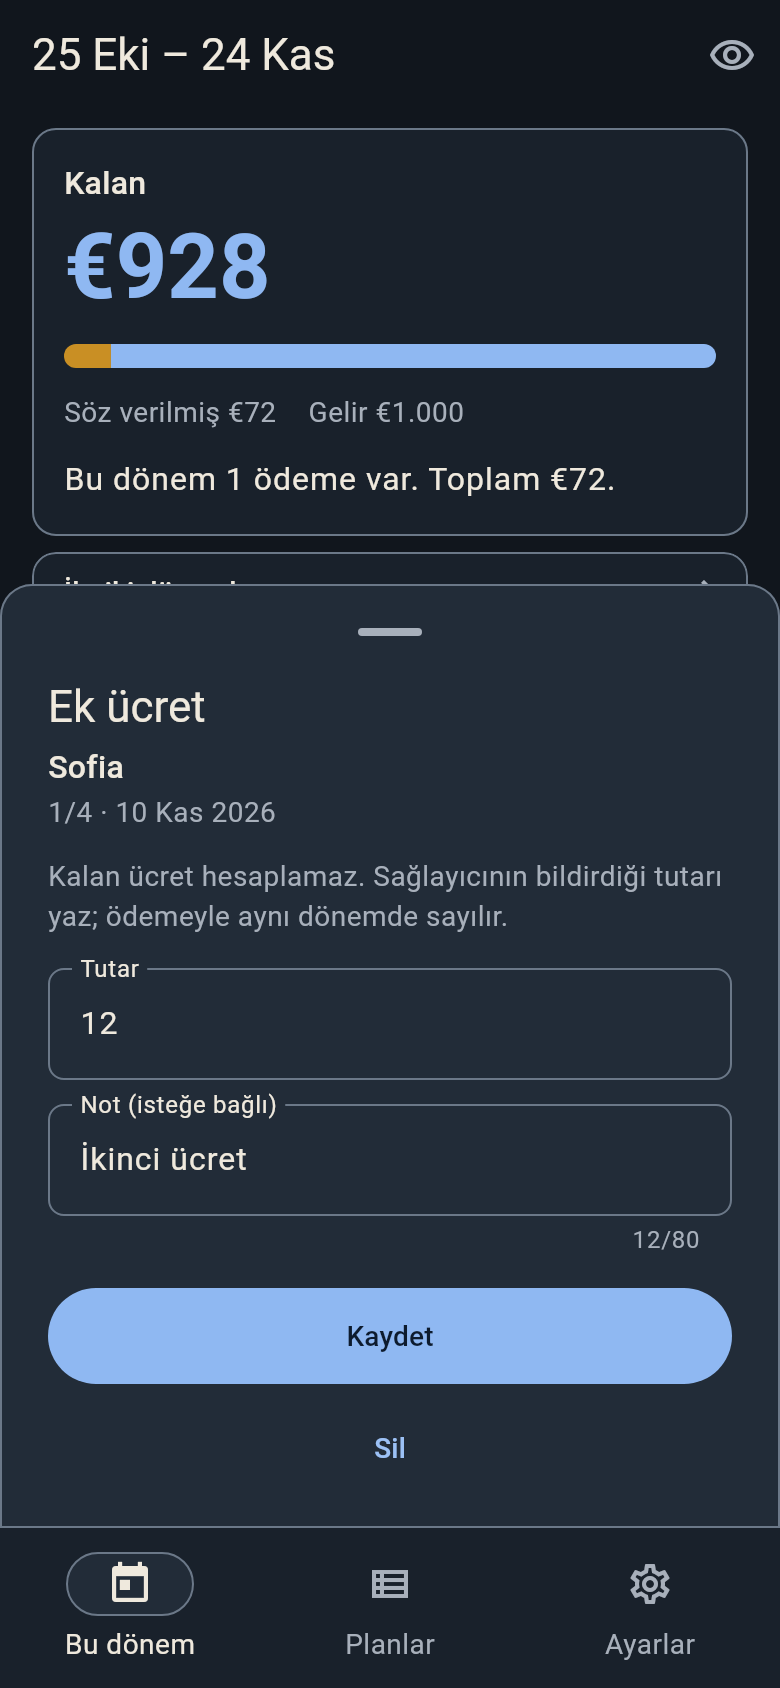 25 Eki – 24 Kas
Kalan
€928
Söz verilmiş €72 Gelir €1.000
Bu dönem 1 ödeme var. Toplam €72.
Ek ücret
Sofia
1/4 · 10 Kas 2026
Kalan ücret hesaplamaz. Sağlayıcının bildirdiği tutarı
yaz; ödemeyle aynı dönemde sayılır.
Tutar
12
Not (isteğe bağlı)
İkinci ücret
12/80
Kaydet
Sil
Bu dönem Planlar Ayarlar